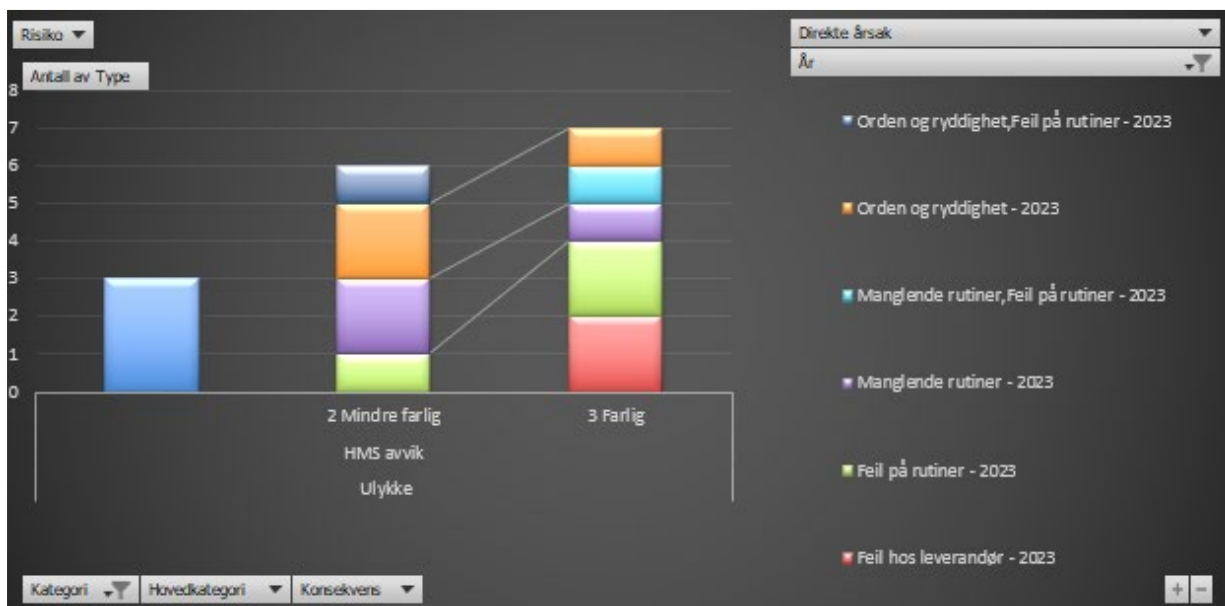 Risiko
Direkte årsak
År
Antall av Type
8
7
6
5
4
3
2
1
0
2 Mindre farlig
3 Farlig
HMS avvik
Ulykke
Orden og ryddighet,Feil på rutiner - 2023
Orden og ryddighet - 2023
Manglende rutiner,Feil på rutiner - 2023
Manglende rutiner - 2023
Feil på rutiner - 2023
Feil hos leverandør - 2023
Kategori
Hovedkategori
Konsekvens
+ -